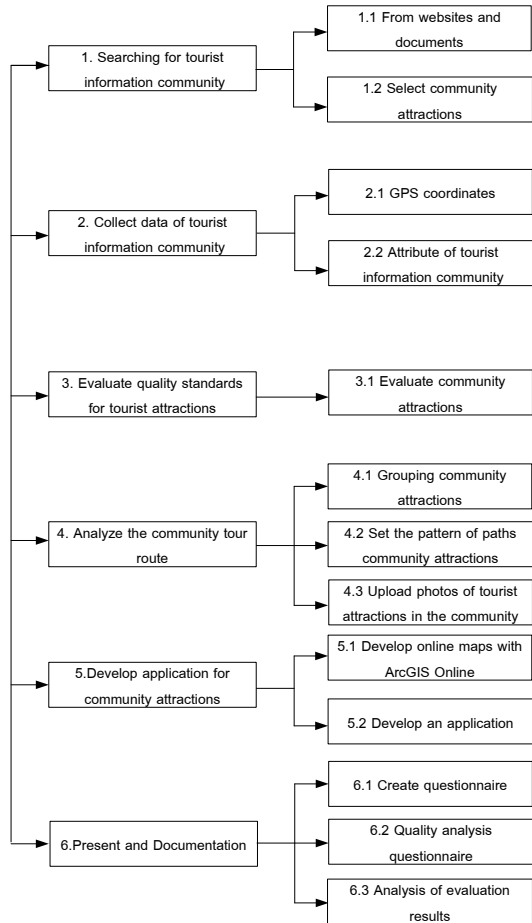 1. Searching for tourist
information community
1.1 From websites and
documents
1.2 Select community
attractions
2. Collect data of tourist
information community
2.1 GPS coordinates
2.2 Attribute of tourist
information community
3. Evaluate quality standards
for tourist attractions
3.1 Evaluate community
attractions
4. Analyze the community tour
route
4.1 Grouping community
attractions
4.2 Set the pattern of paths
community attractions
4.3 Upload photos of tourist
attractions in the community
5.Develop application for
community attractions
5.1 Develop online maps with
ArcGIS Online
5.2 Develop an application
6.Present and Documentation
6.1 Create questionnaire
6.2 Quality analysis
questionnaire
6.3 Analysis of evaluation
results